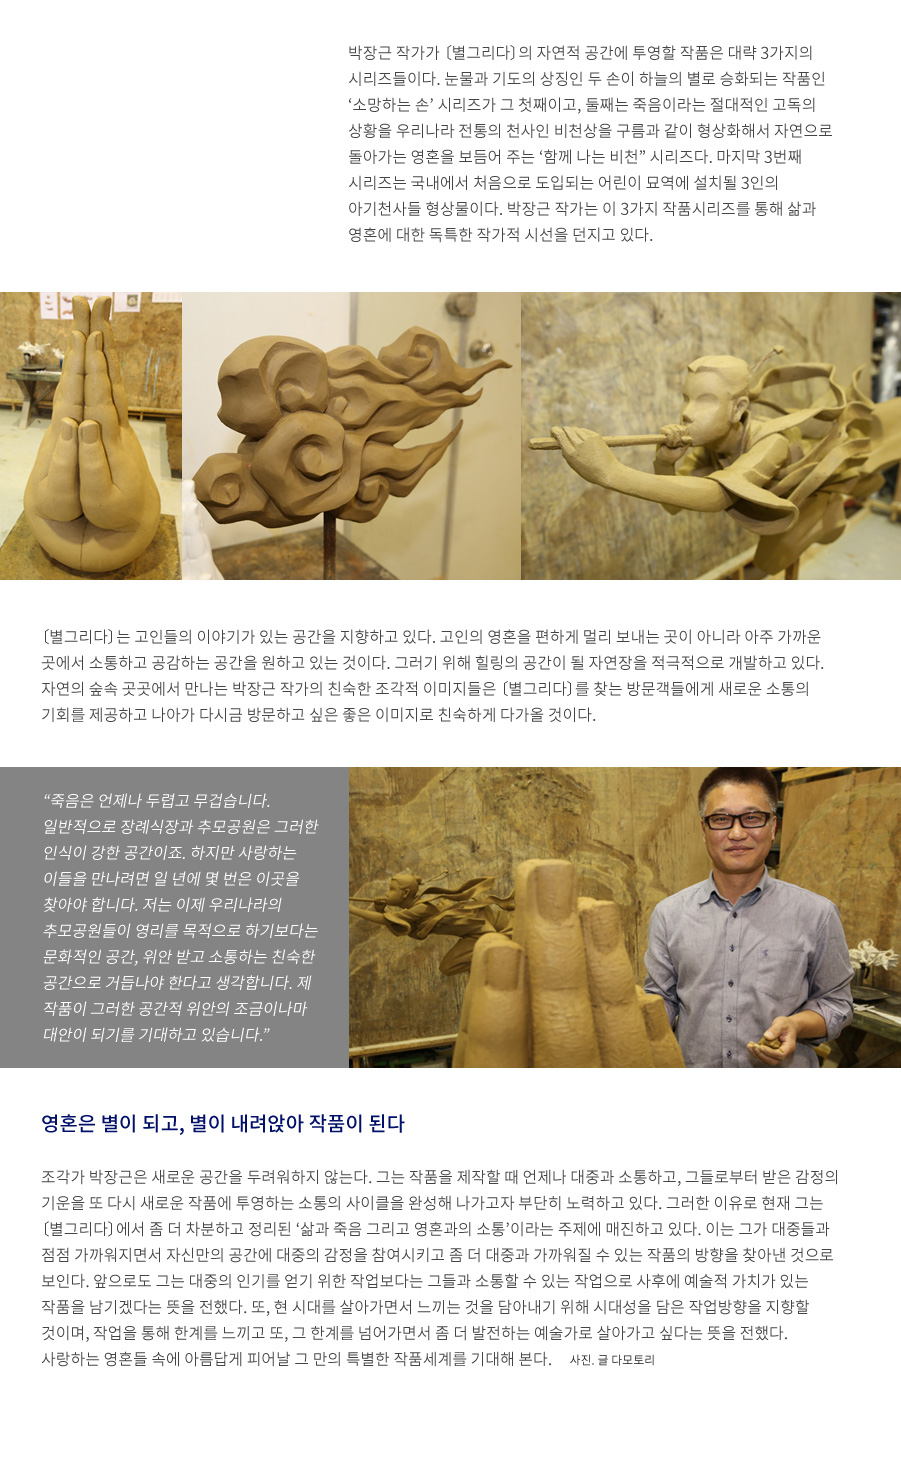 박장근 작가가 〔별그리다〕의 자연적 공간에 투영할 작품은 대략 3가지의
시리즈들이다. 눈물과 기도의 상징인 두 손이 하늘의 별로 승화되는 작품인
‘소망하는 손’ 시리즈가 그 첫째이고, 둘째는 죽음이라는 절대적인 고독의
상황을 우리나라 전통의 천사인 비천상을 구름과 같이 형상화해서 자연으로
돌아가는 영혼을 보듬어 주는 ‘함께 나는 비천” 시리즈다. 마지막 3번째
시리즈는 국내에서 처음으로 도입되는 어린이 묘역에 설치될 3인의
아기천사들 형상물이다. 박장근 작가는 이 3가지 작품시리즈를 통해 삶과
영혼에 대한 독특한 작가적 시선을 던지고 있다.
〔별그리다〕는 고인들의 이야기가 있는 공간을 지향하고 있다. 고인의 영혼을 편하게 멀리 보내는 곳이 아니라 아주 가까운
곳에서 소통하고 공감하는 공간을 원하고 있는 것이다. 그러기 위해 힐링의 공간이 될 자연장을 적극적으로 개발하고 있다.
자연의 숲속 곳곳에서 만나는 박장근 작가의 친숙한 조각적 이미지들은 〔별그리다〕를 찾는 방문객들에게 새로운 소통의
기회를 제공하고 나아가 다시금 방문하고 싶은 좋은 이미지로 친숙하게 다가올 것이다.
“죽음은 언제나 두렵고 무겁습니다.
일반적으로 장례식장과 추모공원은 그러한
인식이 강한 공간이죠. 하지만 사랑하는
이들을 만나려면 일 년에 몇 번은 이곳을
찾아야 합니다. 저는 이제 우리나라의
추모공원들이 영리를 목적으로 하기보다는
문화적인 공간, 위안 받고 소통하는 친숙한
공간으로 거듭나야 한다고 생각합니다. 제
작품이 그러한 공간적 위안의 조금이나마
대안이 되기를 기대하고 있습니다.”
영혼은 별이 되고, 별이 내려앉아 작품이 된다
조각가 박장근은 새로운 공간을 두려워하지 않는다. 그는 작품을 제작할 때 언제나 대중과 소통하고, 그들로부터 받은 감정의
기운을 또 다시 새로운 작품에 투영하는 소통의 사이클을 완성해 나가고자 부단히 노력하고 있다. 그러한 이유로 현재 그는
〔별그리다〕에서 좀 더 차분하고 정리된 ‘삶과 죽음 그리고 영혼과의 소통’이라는 주제에 매진하고 있다. 이는 그가 대중들과
점점 가까워지면서 자신만의 공간에 대중의 감정을 참여시키고 좀 더 대중과 가까워질 수 있는 작품의 방향을 찾아낸 것으로
보인다. 앞으로도 그는 대중의 인기를 얻기 위한 작업보다는 그들과 소통할 수 있는 작업으로 사후에 예술적 가치가 있는
작품을 남기겠다는 뜻을 전했다. 또, 현 시대를 살아가면서 느끼는 것을 담아내기 위해 시대성을 담은 작업방향을 지향할
것이며, 작업을 통해 한계를 느끼고 또, 그 한계를 넘어가면서 좀 더 발전하는 예술가로 살아가고 싶다는 뜻을 전했다.
사랑하는 영혼들 속에 아름답게 피어날 그 만의 특별한 작품세계를 기대해 본다. 사진. 글 다모토리